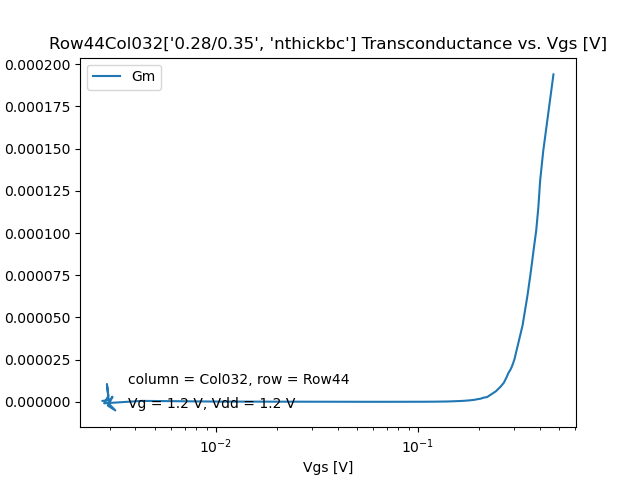 Row44Col032['0.28/0.35', 'nthickbc'] Transconductance vs. Vgs [V]
Gm
0.000200
0.000175
0.000150
0.000125
0.000100
0.000075
0.000050
0.000025
0.000000
column = Col032, row = Row44
Vg = 1.2 V, Vdd = 1.2 V
10⁻²
10⁻¹
Vgs [V]